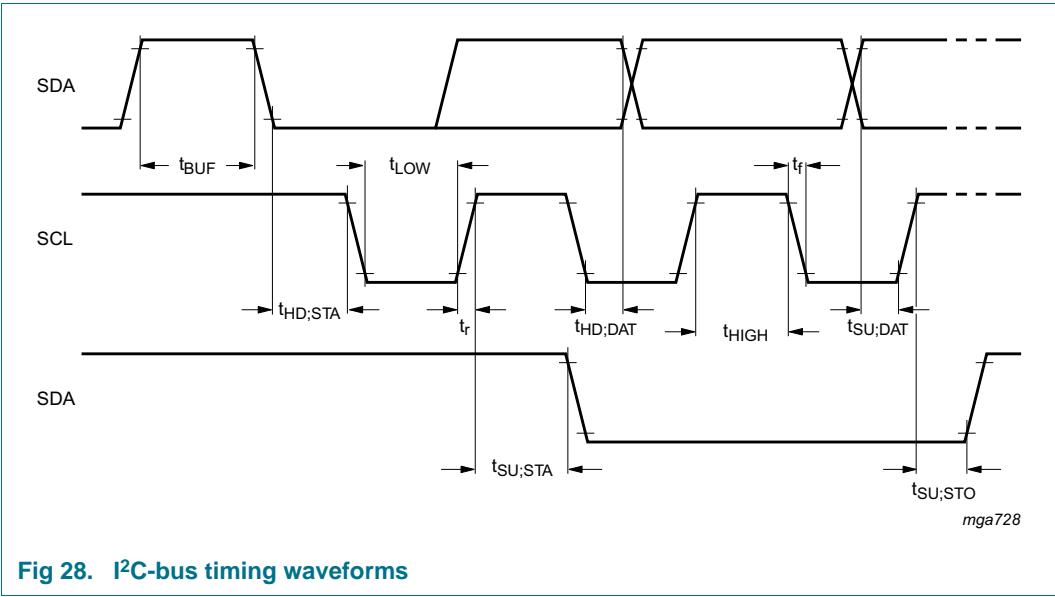 SDA
tBUF
tLOW
tf
SCL
tHD;STA
tr
tHD;DAT
tHIGH
tSU;DAT
SDA
tSU;STA
tSU;STO
mga728
Fig 28. I²C-bus timing waveforms